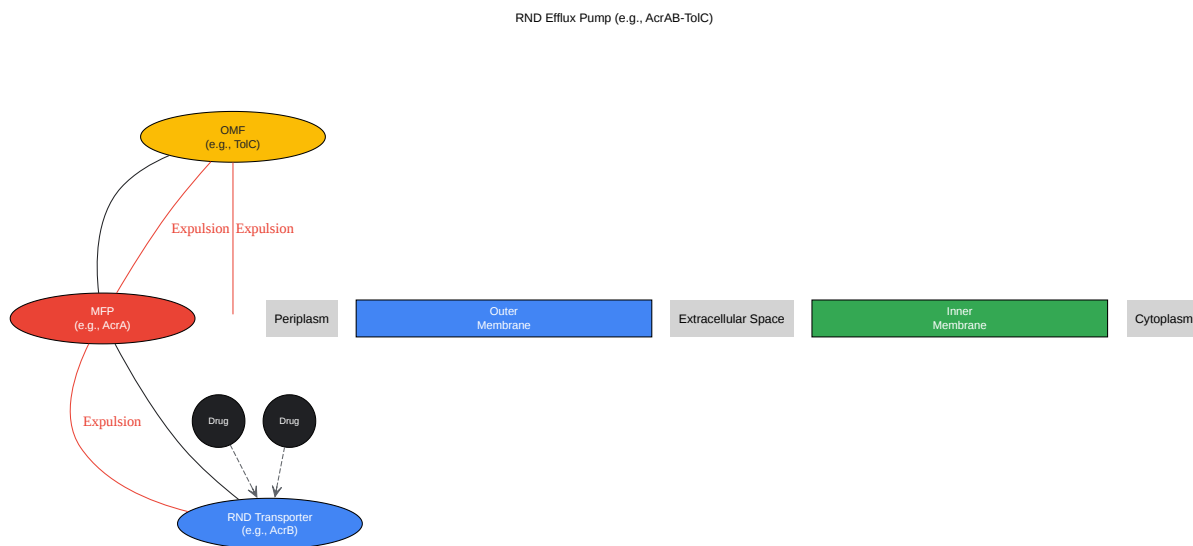 RND Efflux Pump (e.g., AcrAB-TolC)
OMF
(e.g., TolC)
Expulsion
Expulsion
MFP
(e.g., AcrA)
Periplasm
Outer
Membrane
Extracellular Space
Inner
Membrane
Cytoplasm
Expulsion
Drug
Drug
RND Transporter
(e.g., AcrB)